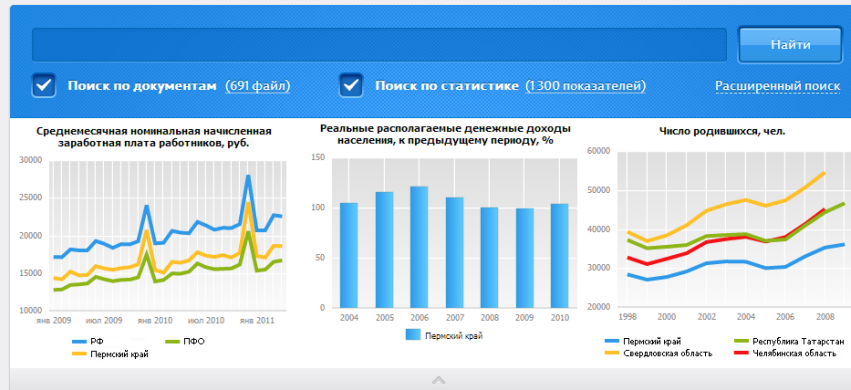 Найти
Поиск по документам (691 файл)
Поиск по статистике (1300 показателей)
Расширенный поиск
Среднемесячная номинальная начисленная
заработная плата работников, руб.
30000
25000
20000
15000
10000
янв 2009 июл 2009 янв 2010 июл 2010 янв 2011
РФ ПФО
Пермский край
Реальные располагаемые денежные доходы
населения, к предыдущему периоду, %
150
100
50
0
2004 2005 2006 2007 2008 2009 2010
Пермский край
Число родившихся, чел.
60000
50000
40000
30000
20000
1998 2000 2002 2004 2006 2008
Пермский край Республика Татарстан
Свердловская область Челябинская область